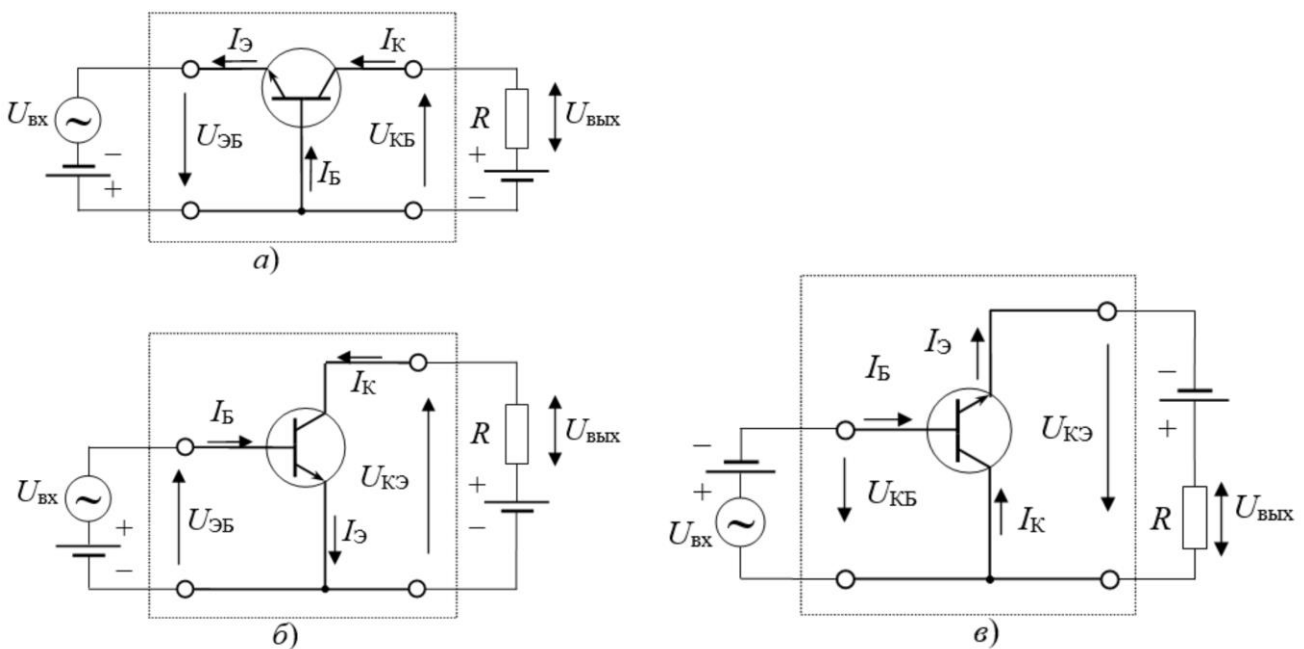 Iэ
Iк
Uвх
~
−
+
UЭБ
IБ
UКБ
+
−
R
Uвых
а)
Uвх
~
+
−
IБ
UЭБ
IК
IЭ
UКЭ
R
+
−
Uвых
б)
−
+
Uвх
~
IБ
UКБ
IЭ
IК
UКЭ
−
+
R
Uвых
в)